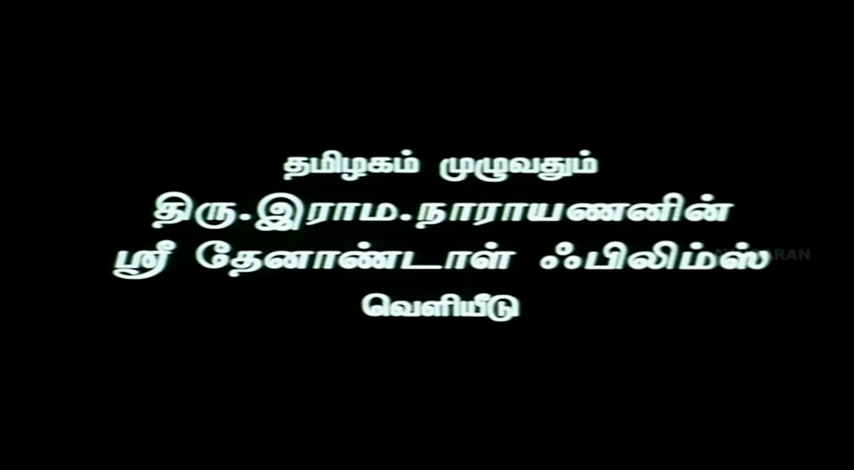 தமிழகம் முழுவதும்
திரு.இராம.நாராயணனின்
ஸ்ரீ தேனாண்டாள் ஃபிலிம்ஸ்
வெளியீடு